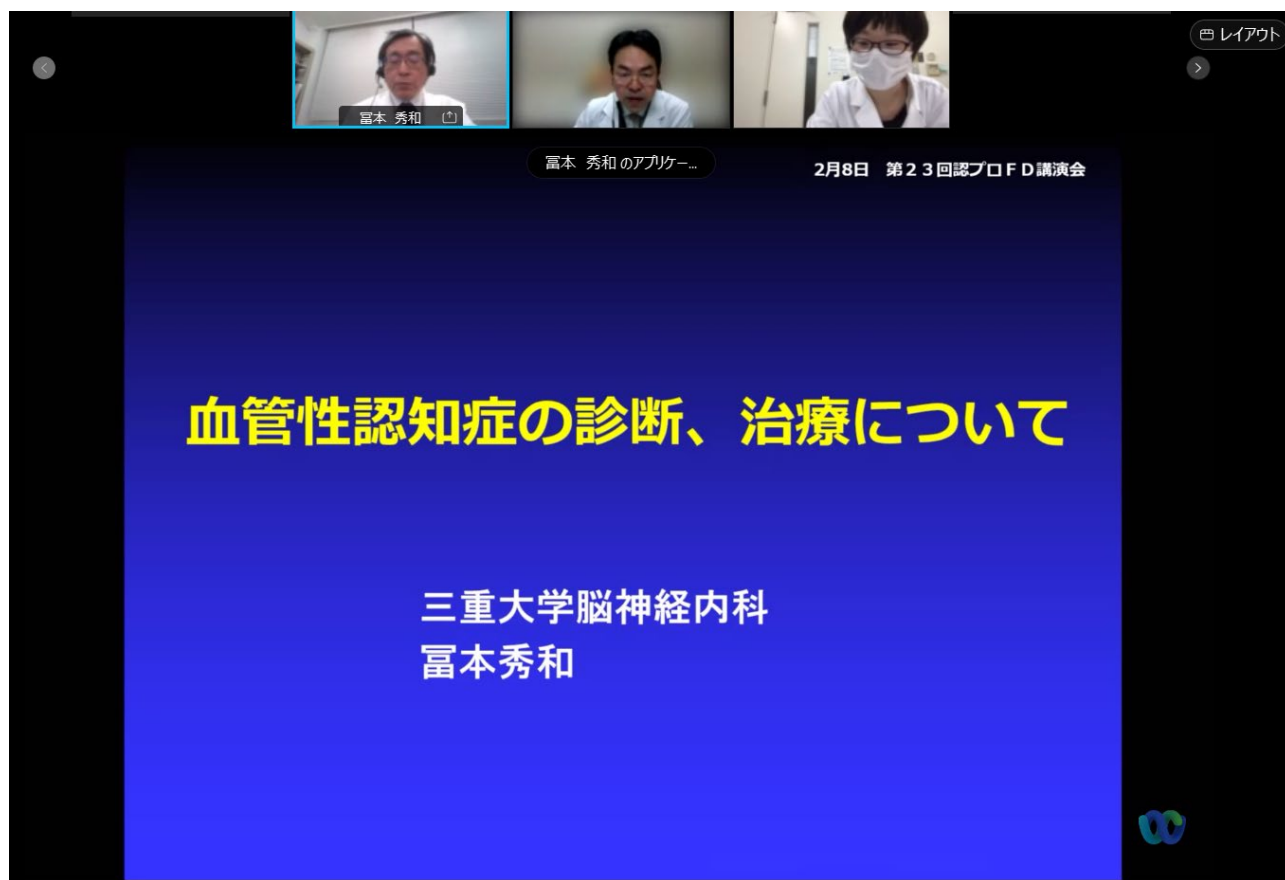 レイアウト
冨本 秀和
冨本 秀和 のアプリケー...
2月8日 第23回認プロFD講演会
血管性認知症の診断、治療について
三重大学脳神経内科
冨本秀和